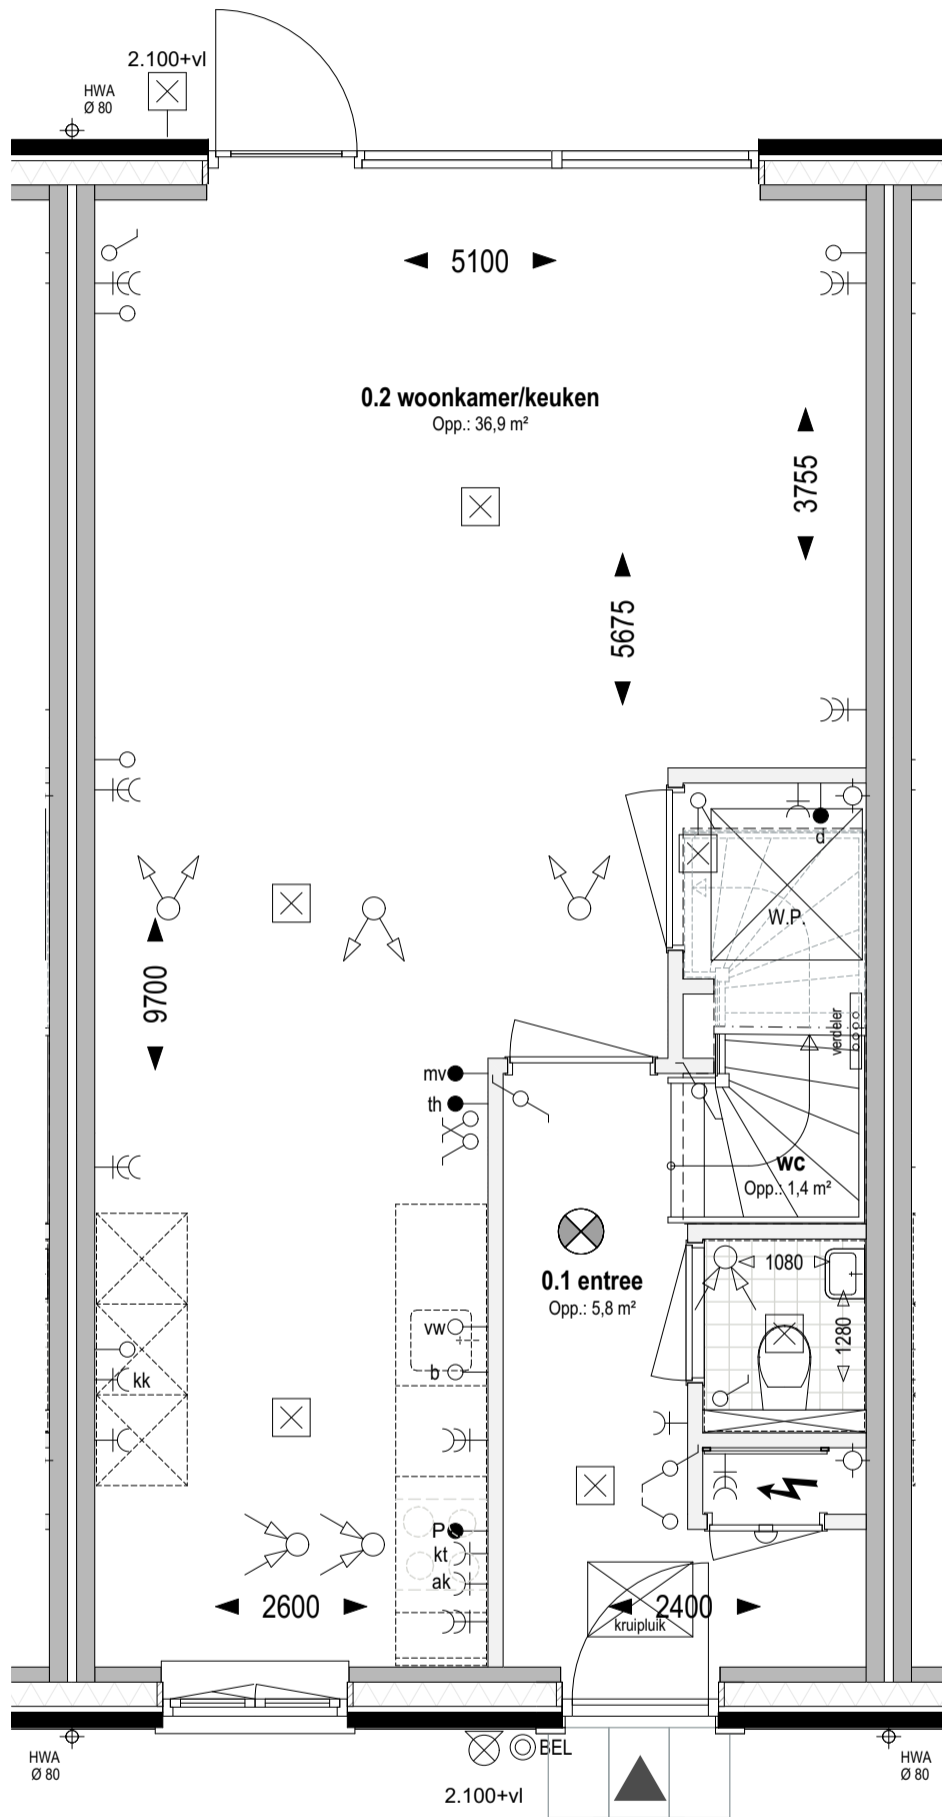 2.100+vl
HWA
Ø 80
5100
0.2 woonkamer/keuken
Opp.: 36,9 m²
3755
5675
d
W.P.
9700
verdeler
mv
th
wc
Opp.: 1,4 m²
1080
0.1 entree
Opp.: 5,8 m²
vw
1280
b
kk
P
kt
ak
2600
2400
kruipluik
HWA
Ø 80
BEL
HWA
Ø 80
2.100+vl